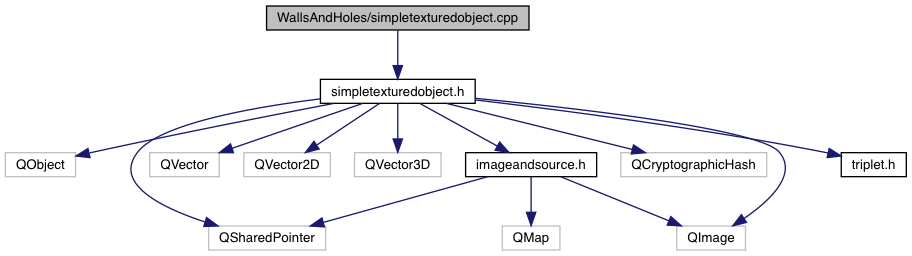 WallsAndHoles/simpletexturedobject.cpp
simpletexturedobject.h
QObject
QVector
QVector2D
QVector3D
imageandsource.h
QCryptographicHash
triplet.h
QSharedPointer
QMap
QImage